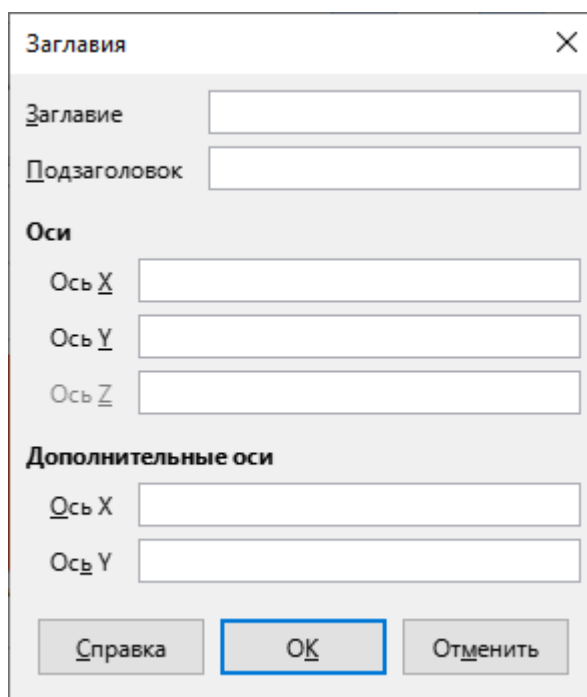 Заглавия
Заглавие
Подзаголовок
Оси
Ось X
Ось Y
Ось Z
Дополнительные оси
Ось X
Ось Y
Справка
OK
Отменить